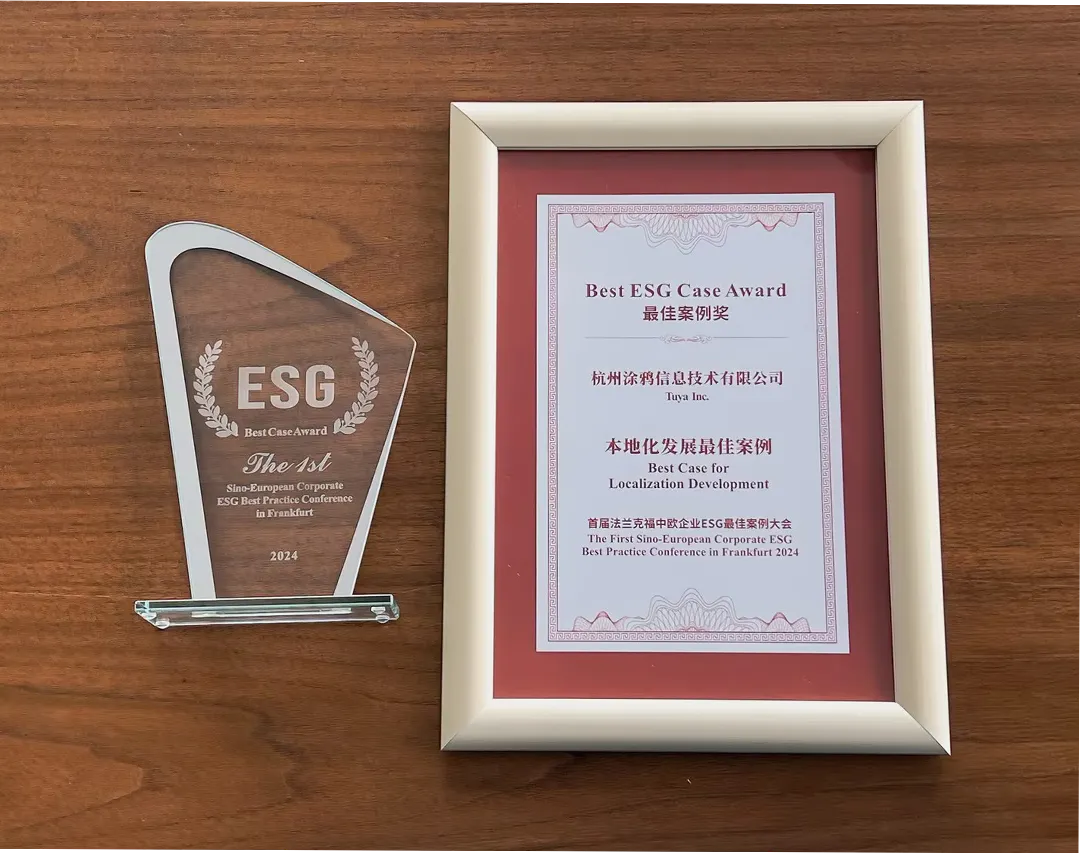 ESG
Best Case Award
The 1st
Sino-European Corporate
ESG Best Practice Conference
in Frankfurt
2024
Best ESG Case Award
最佳案例奖
杭州涂鸦信息技术有限公司
Tuya Inc.
本地化发展最佳案例
Best Case for
Localization Development
首届法兰克福中欧企业ESG最佳案例大会
The First Sino-European Corporate ESG
Best Practice Conference in Frankfurt 2024